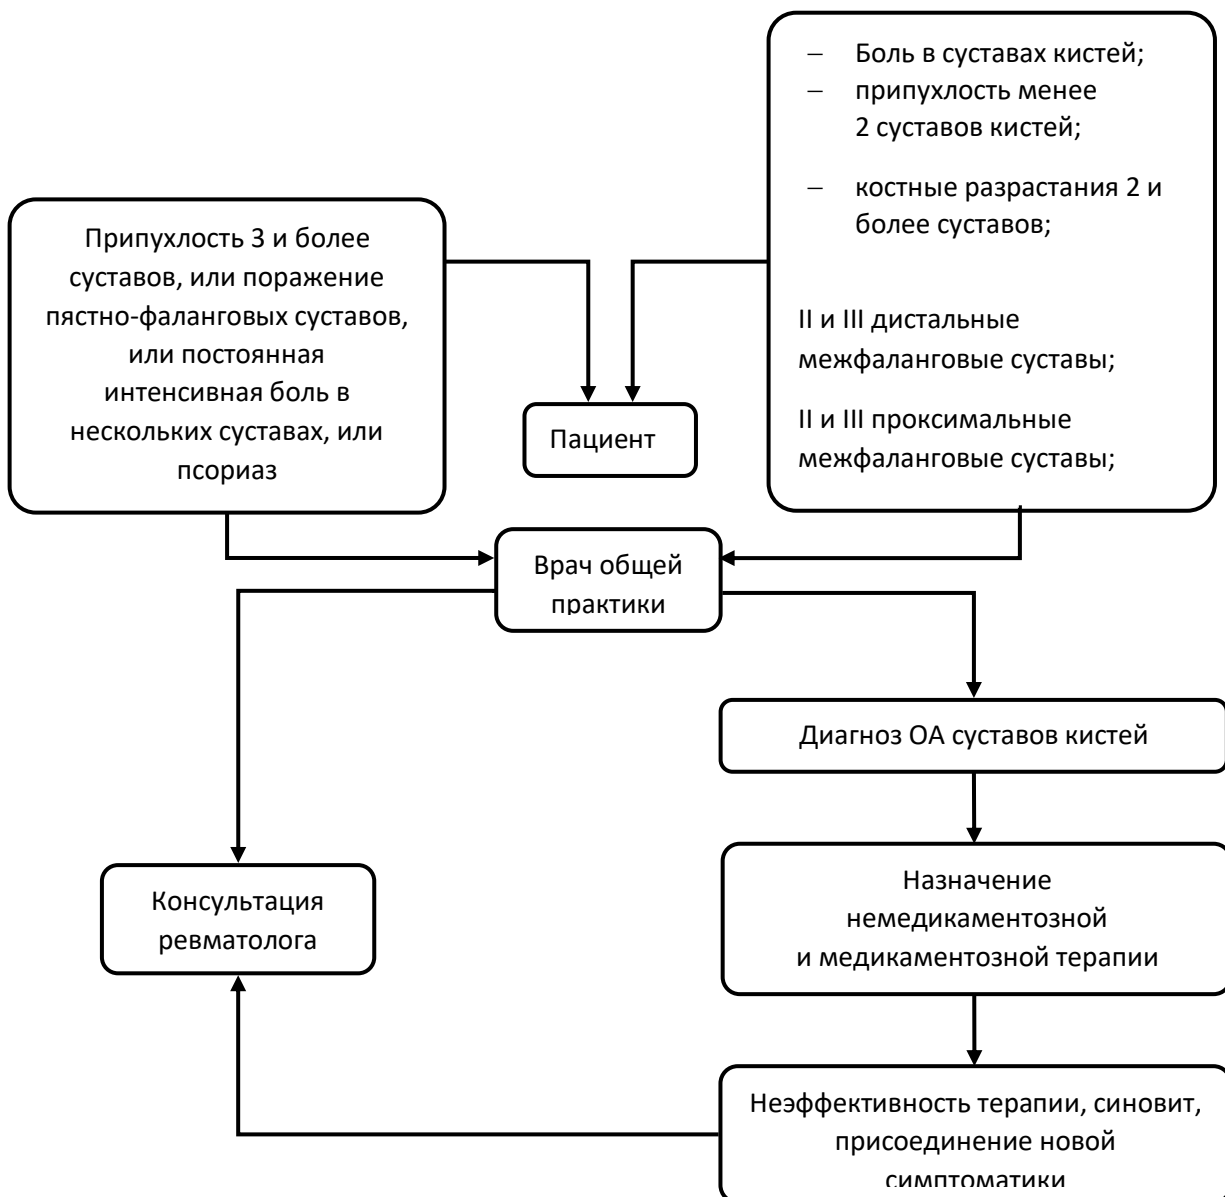 – Боль в суставах кистей;
– припухлость менее
2 суставов кистей;
– костные разрастания 2 и
более суставов;
II и III дистальные
межфаланговые суставы;
II и III проксимальные
межфаланговые суставы;
Припухлость 3 и более
суставов, или поражение
пястно-фаланговых суставов,
или постоянная
интенсивная боль в
нескольких суставах, или
псориаз
Пациент
Врач общей
практики
Диагноз ОА суставов кистей
Назначение
немедикаментозной
и медикаментозной терапии
Консультация
ревматолога
Неэффективность терапии, синовит,
присоединение новой
симптоматики